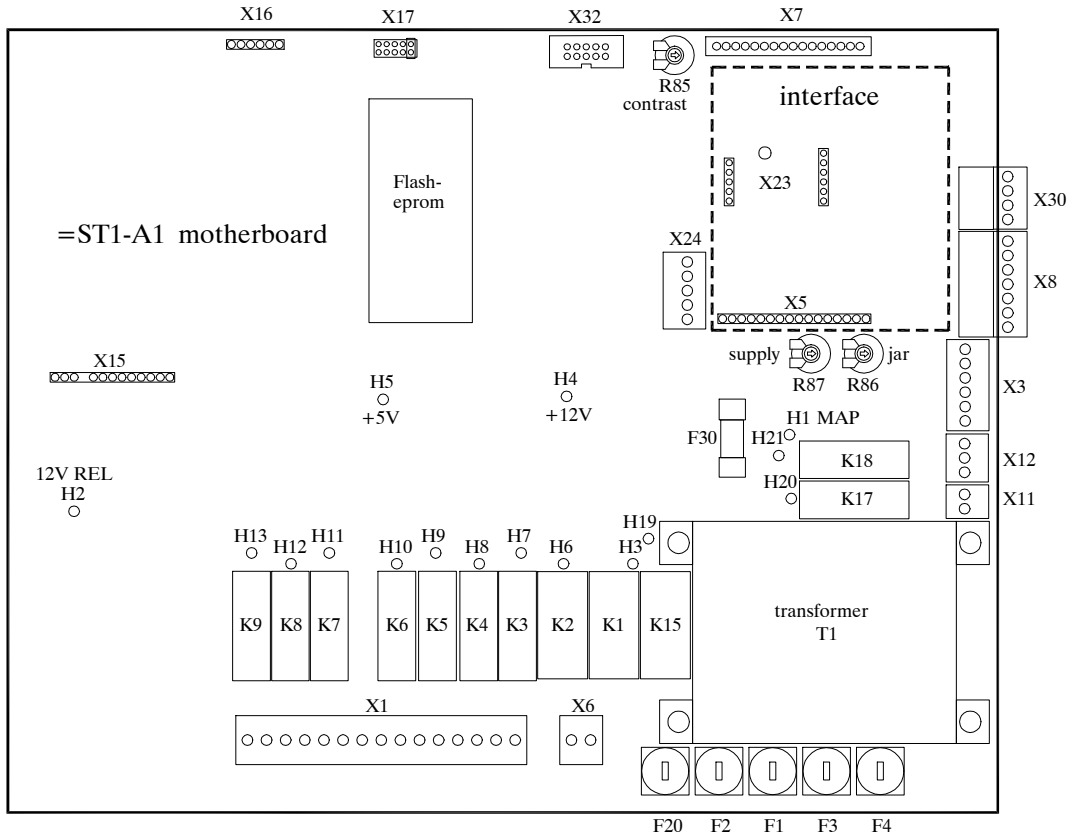 X16
X17
X32
X7
R85
contrast
interface
X23
X30
Flash-
eprom
=ST1-A1 motherboard
X24
X8
X5
supply
jar
R87
R86
X15
X3
H5
+5V
H4
+12V
F30
H1 MAP
H21
K18
X12
12V REL
H2
H20
K17
X11
H13
H12
H11
H10
H9
H8
H7
H6
H3
H19
K9
K8
K7
K6
K5
K4
K3
K2
K1
K15
transformer
T1
X1
X6
F20
F2
F1
F3
F4